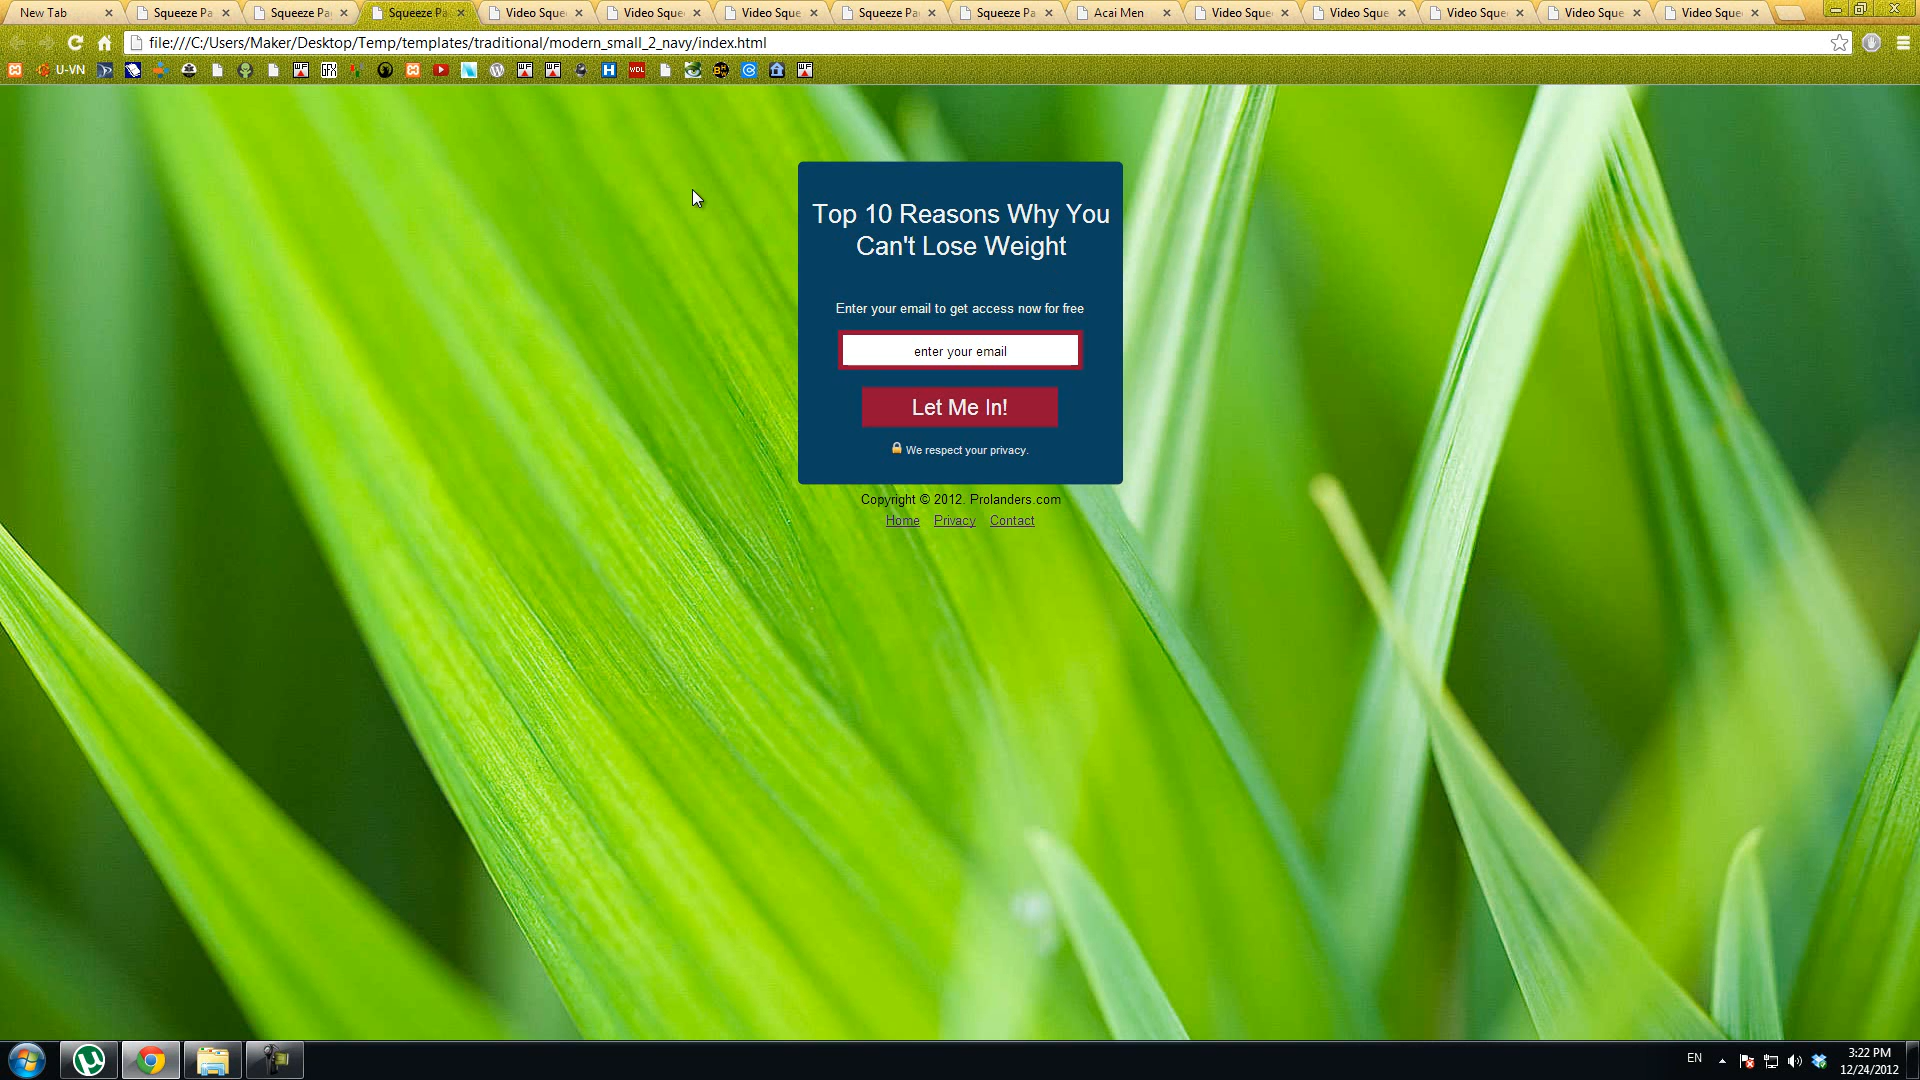 New Tab
Squeeze Pa
Squeeze Pa
Squeeze Pa
Video Sque
Video Sque
Video Sque
Squeeze Pa
Squeeze Pa
Acai Men
Video Sque
Video Sque
Video Sque
Video Sque
Video Sque
file:///C:/Users/Maker/Desktop/Temp/templates/traditional/modern_small_2_navy/index.html
U-VN
GFX
WDL
Top 10 Reasons Why You
Can't Lose Weight
Enter your email to get access now for free
enter your email
Let Me In!
We respect your privacy.
Copyright © 2012. Prolanders.com
Home Privacy Contact
EN
3:22 PM
12/24/2012